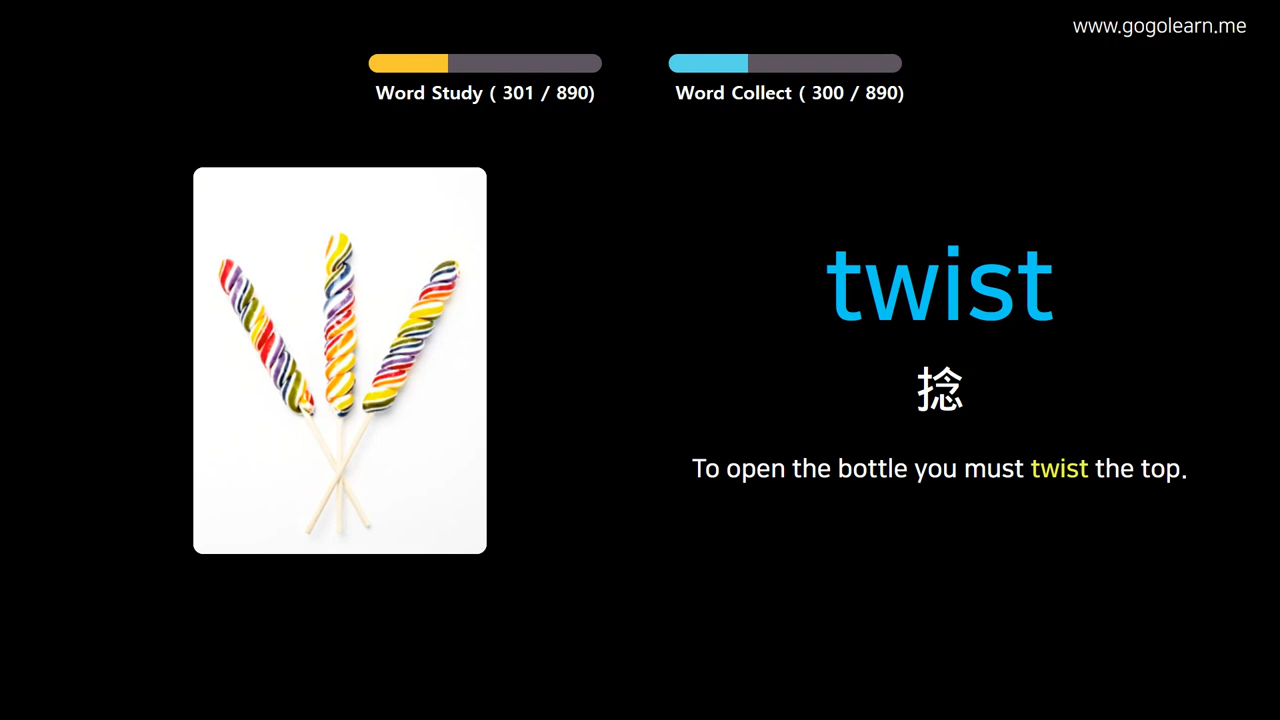 www.gogolearn.me
Word Study ( 301 / 890)
Word Collect ( 300 / 890)
twist
捻
To open the bottle you must twist the top.